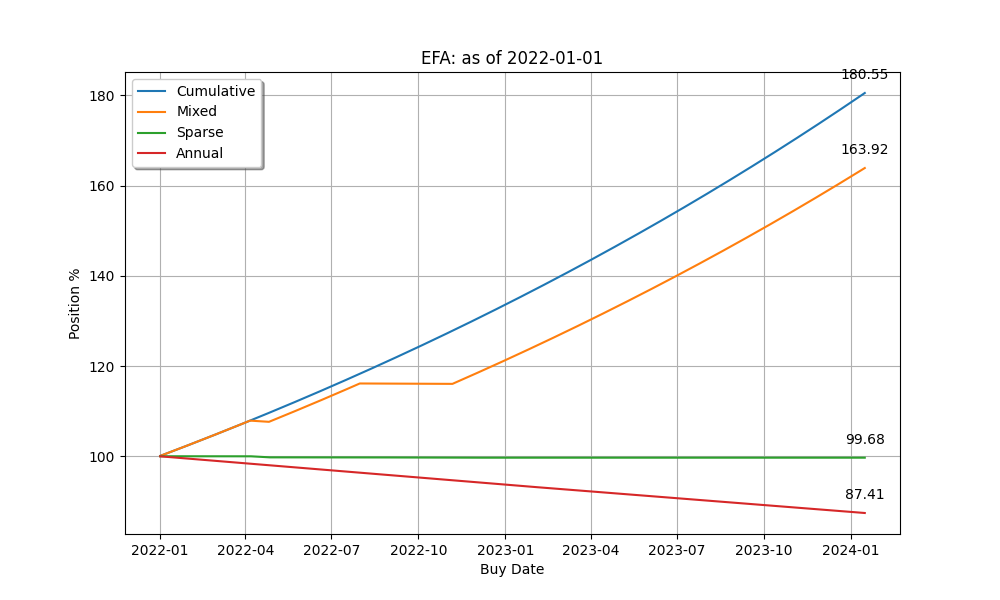 EFA: as of 2022-01-01
Cumulative
Mixed
Sparse
Annual
180.55
163.92
99.68
87.41
180
160
140
120
100
Position %
2022-01 2022-04 2022-07 2022-10 2023-01 2023-04 2023-07 2023-10 2024-01
Buy Date